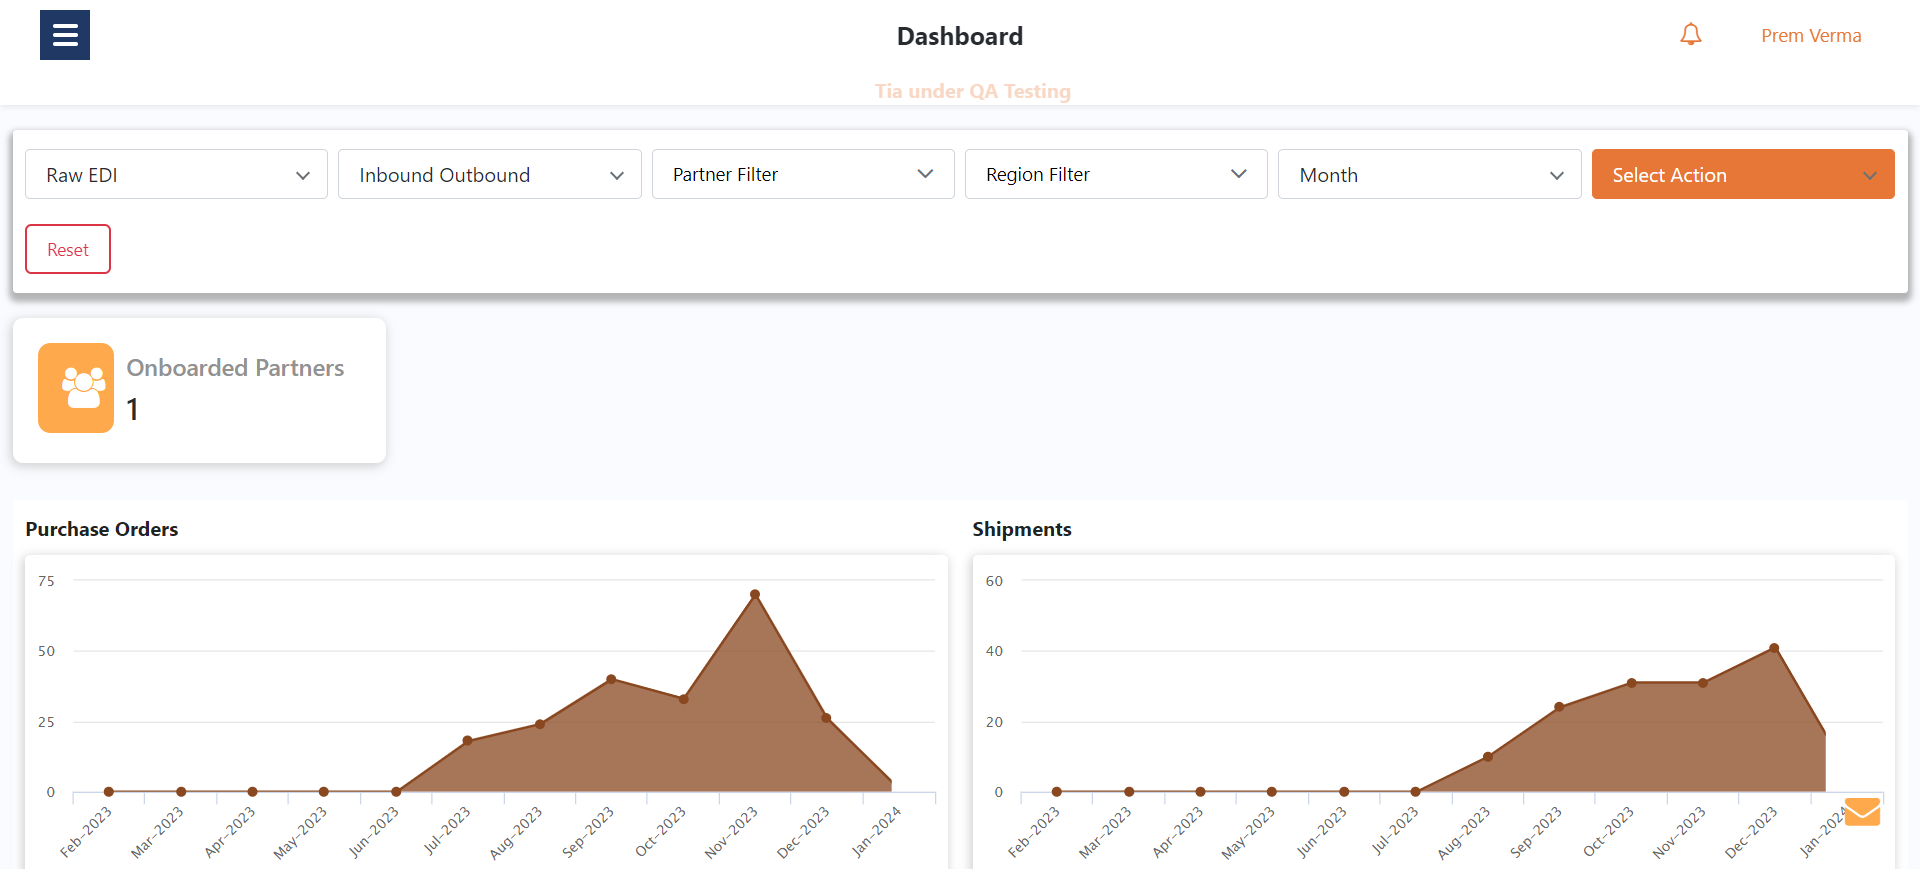 Dashboard
Prem Verma
Tia under QA Testing
Raw EDI
Inbound Outbound
Partner Filter
Region Filter
Month
Select Action
Reset
Onboarded Partners
1
Purchase Orders
75
50
25
0
Feb-2023
Mar-2023
Apr-2023
May-2023
Jun-2023
Jul-2023
Aug-2023
Sep-2023
Oct-2023
Nov-2023
Dec-2023
Jan-2024
Shipments
60
40
20
0
Feb-2023
Mar-2023
Apr-2023
May-2023
Jun-2023
Jul-2023
Aug-2023
Sep-2023
Oct-2023
Nov-2023
Dec-2023
Jan-2024